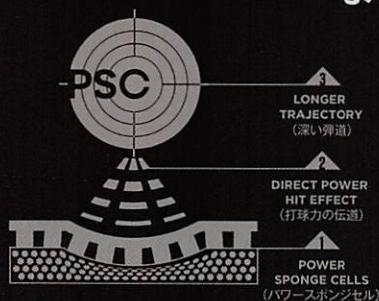 PSC
3
LONGER
TRAJECTORY
(深い弾道)
2
DIRECT POWER
HIT EFFECT
(打球力の伝道)
1
POWER
SPONGE CELLS
(パワースポンジセル)